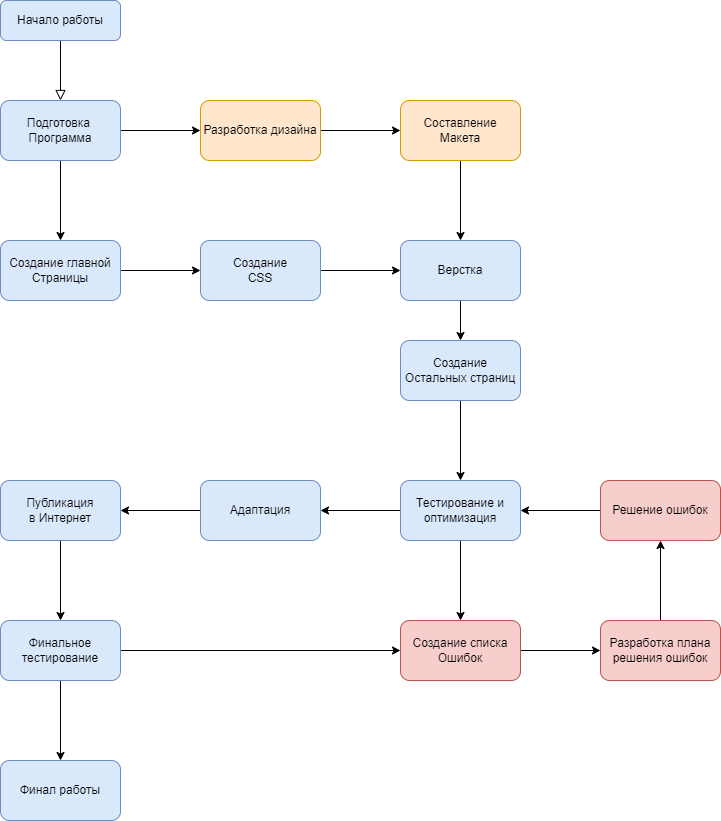 Начало работы
Подготовка
Программа
Разработка дизайна
Составление
Макета
Создание главной
Страницы
Создание
CSS
Верстка
Создание
Остальных страниц
Публикация
в Интернет
Адаптация
Тестирование и
оптимизация
Решение ошибок
Финальное
тестирование
Создание списка
Ошибок
Разработка плана
решения ошибок
Финал работы